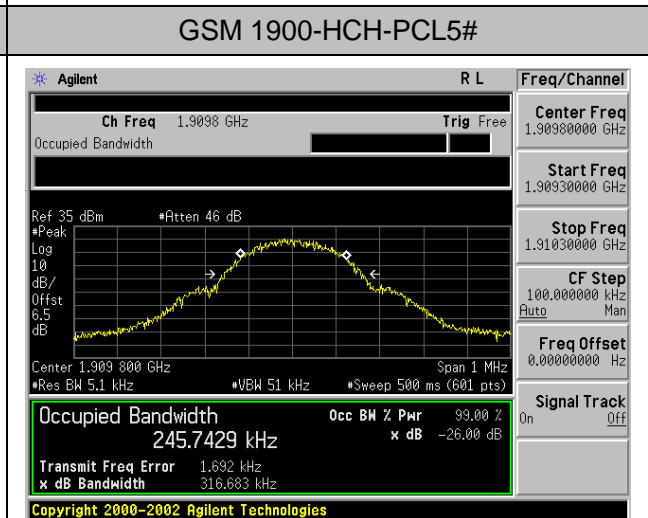 GSM 1900-HCH-PCL5#
Agilent R L Freq/Channel
Ch Freq 1.9098 GHz Trig Free
Occupied Bandwidth
Center Freq
1.90980000 GHz
Start Freq
1.90930000 GHz
Stop Freq
1.91030000 GHz
CF Step
100.000000 kHz
Auto Man
Freq Offset
0.00000000 Hz
Signal Track
On Off
Ref 35 dBm #Atten 46 dB
#Peak
Log
10
dB/
Offst
6.5
dB
Center 1.909 800 GHz Span 1 MHz
#Res BW 5.1 kHz #VBW 51 kHz #Sweep 500 ms (601 pts)
Occupied Bandwidth Occ BW % Pwr 99.00 %
245.7429 kHz x dB -26.00 dB
Transmit Freq Error 1.692 kHz
x dB Bandwidth 316.683 kHz
Copyright 2000-2002 Agilent Technologies